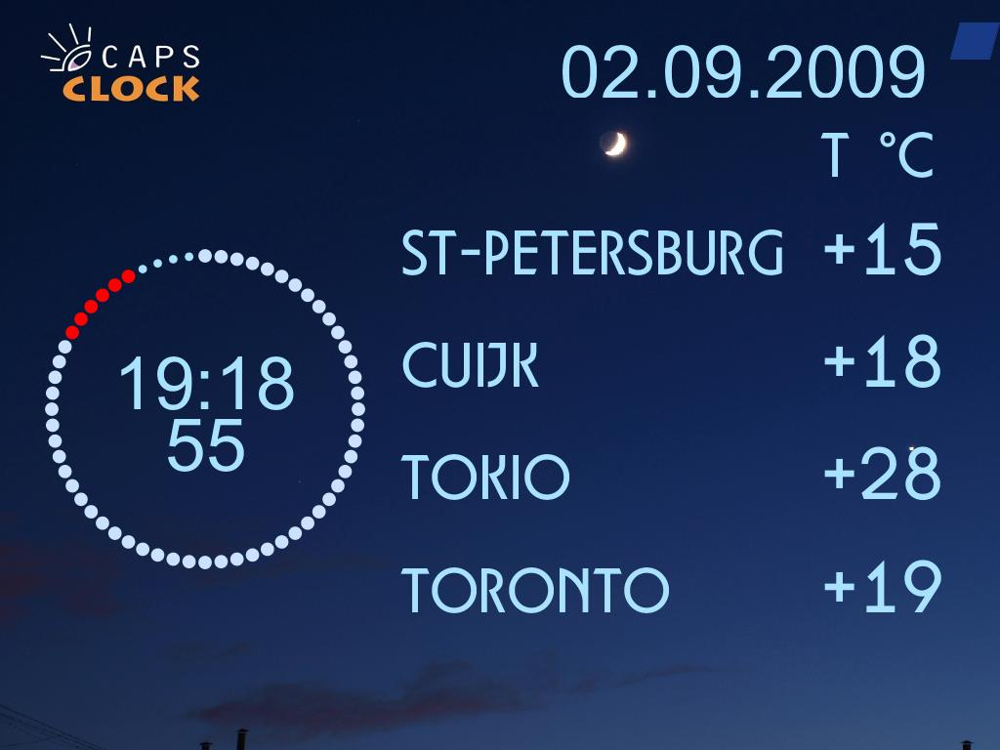 CAPS
CLOCK
02.09.2009
T °C
ST-PETERSBURG +15
CUIJK +18
19:18
55
TOKIO +28
TORONTO +19